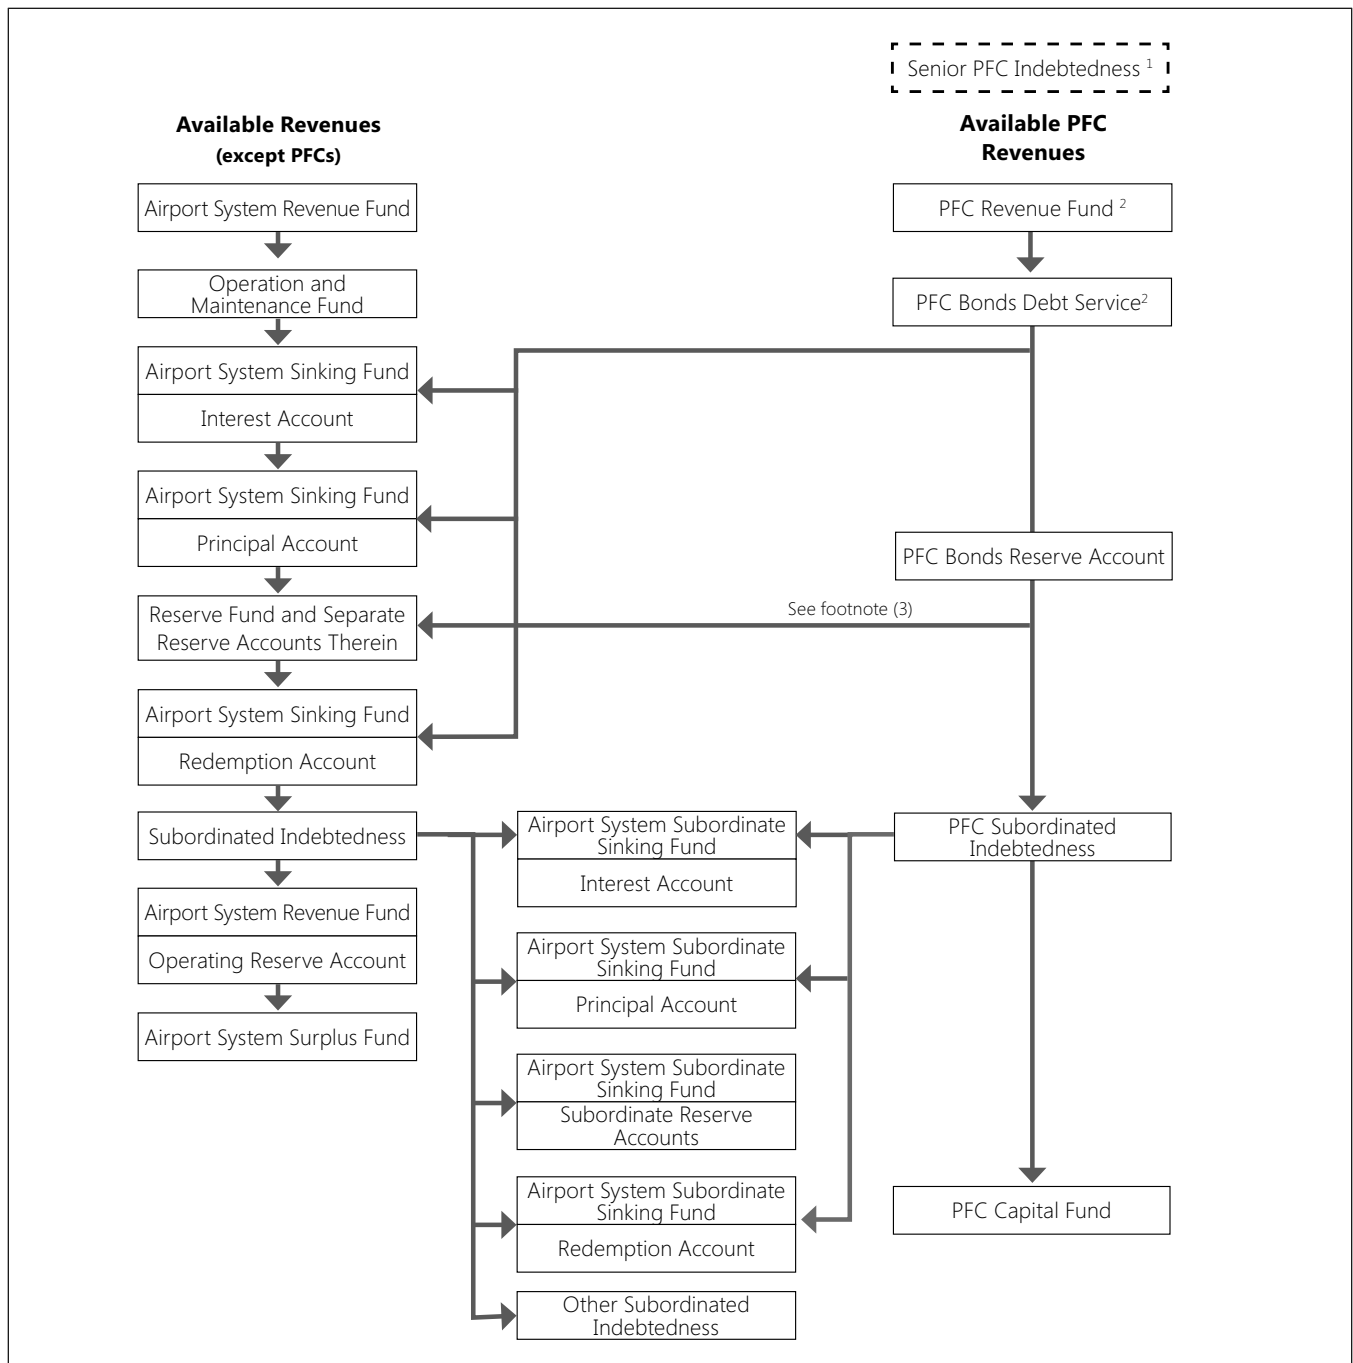 Senior PFC Indebtedness 1
Available Revenues
(except PFCs)
Available PFC
Revenues
Airport System Revenue Fund
PFC Revenue Fund 2
Operation and
Maintenance Fund
PFC Bonds Debt Service2
Airport System Sinking Fund
Interest Account
Airport System Sinking Fund
Principal Account
PFC Bonds Reserve Account
Reserve Fund and Separate
Reserve Accounts Therein
See footnote (3)
Airport System Sinking Fund
Redemption Account
Subordinated Indebtedness
Airport System Subordinate
Sinking Fund
Interest Account
PFC Subordinated
Indebtedness
Airport System Revenue Fund
Operating Reserve Account
Airport System Subordinate
Sinking Fund
Principal Account
Airport System Surplus Fund
Airport System Subordinate
Sinking Fund
Subordinate Reserve
Accounts
Airport System Subordinate
Sinking Fund
Redemption Account
PFC Capital Fund
Other Subordinated
Indebtedness